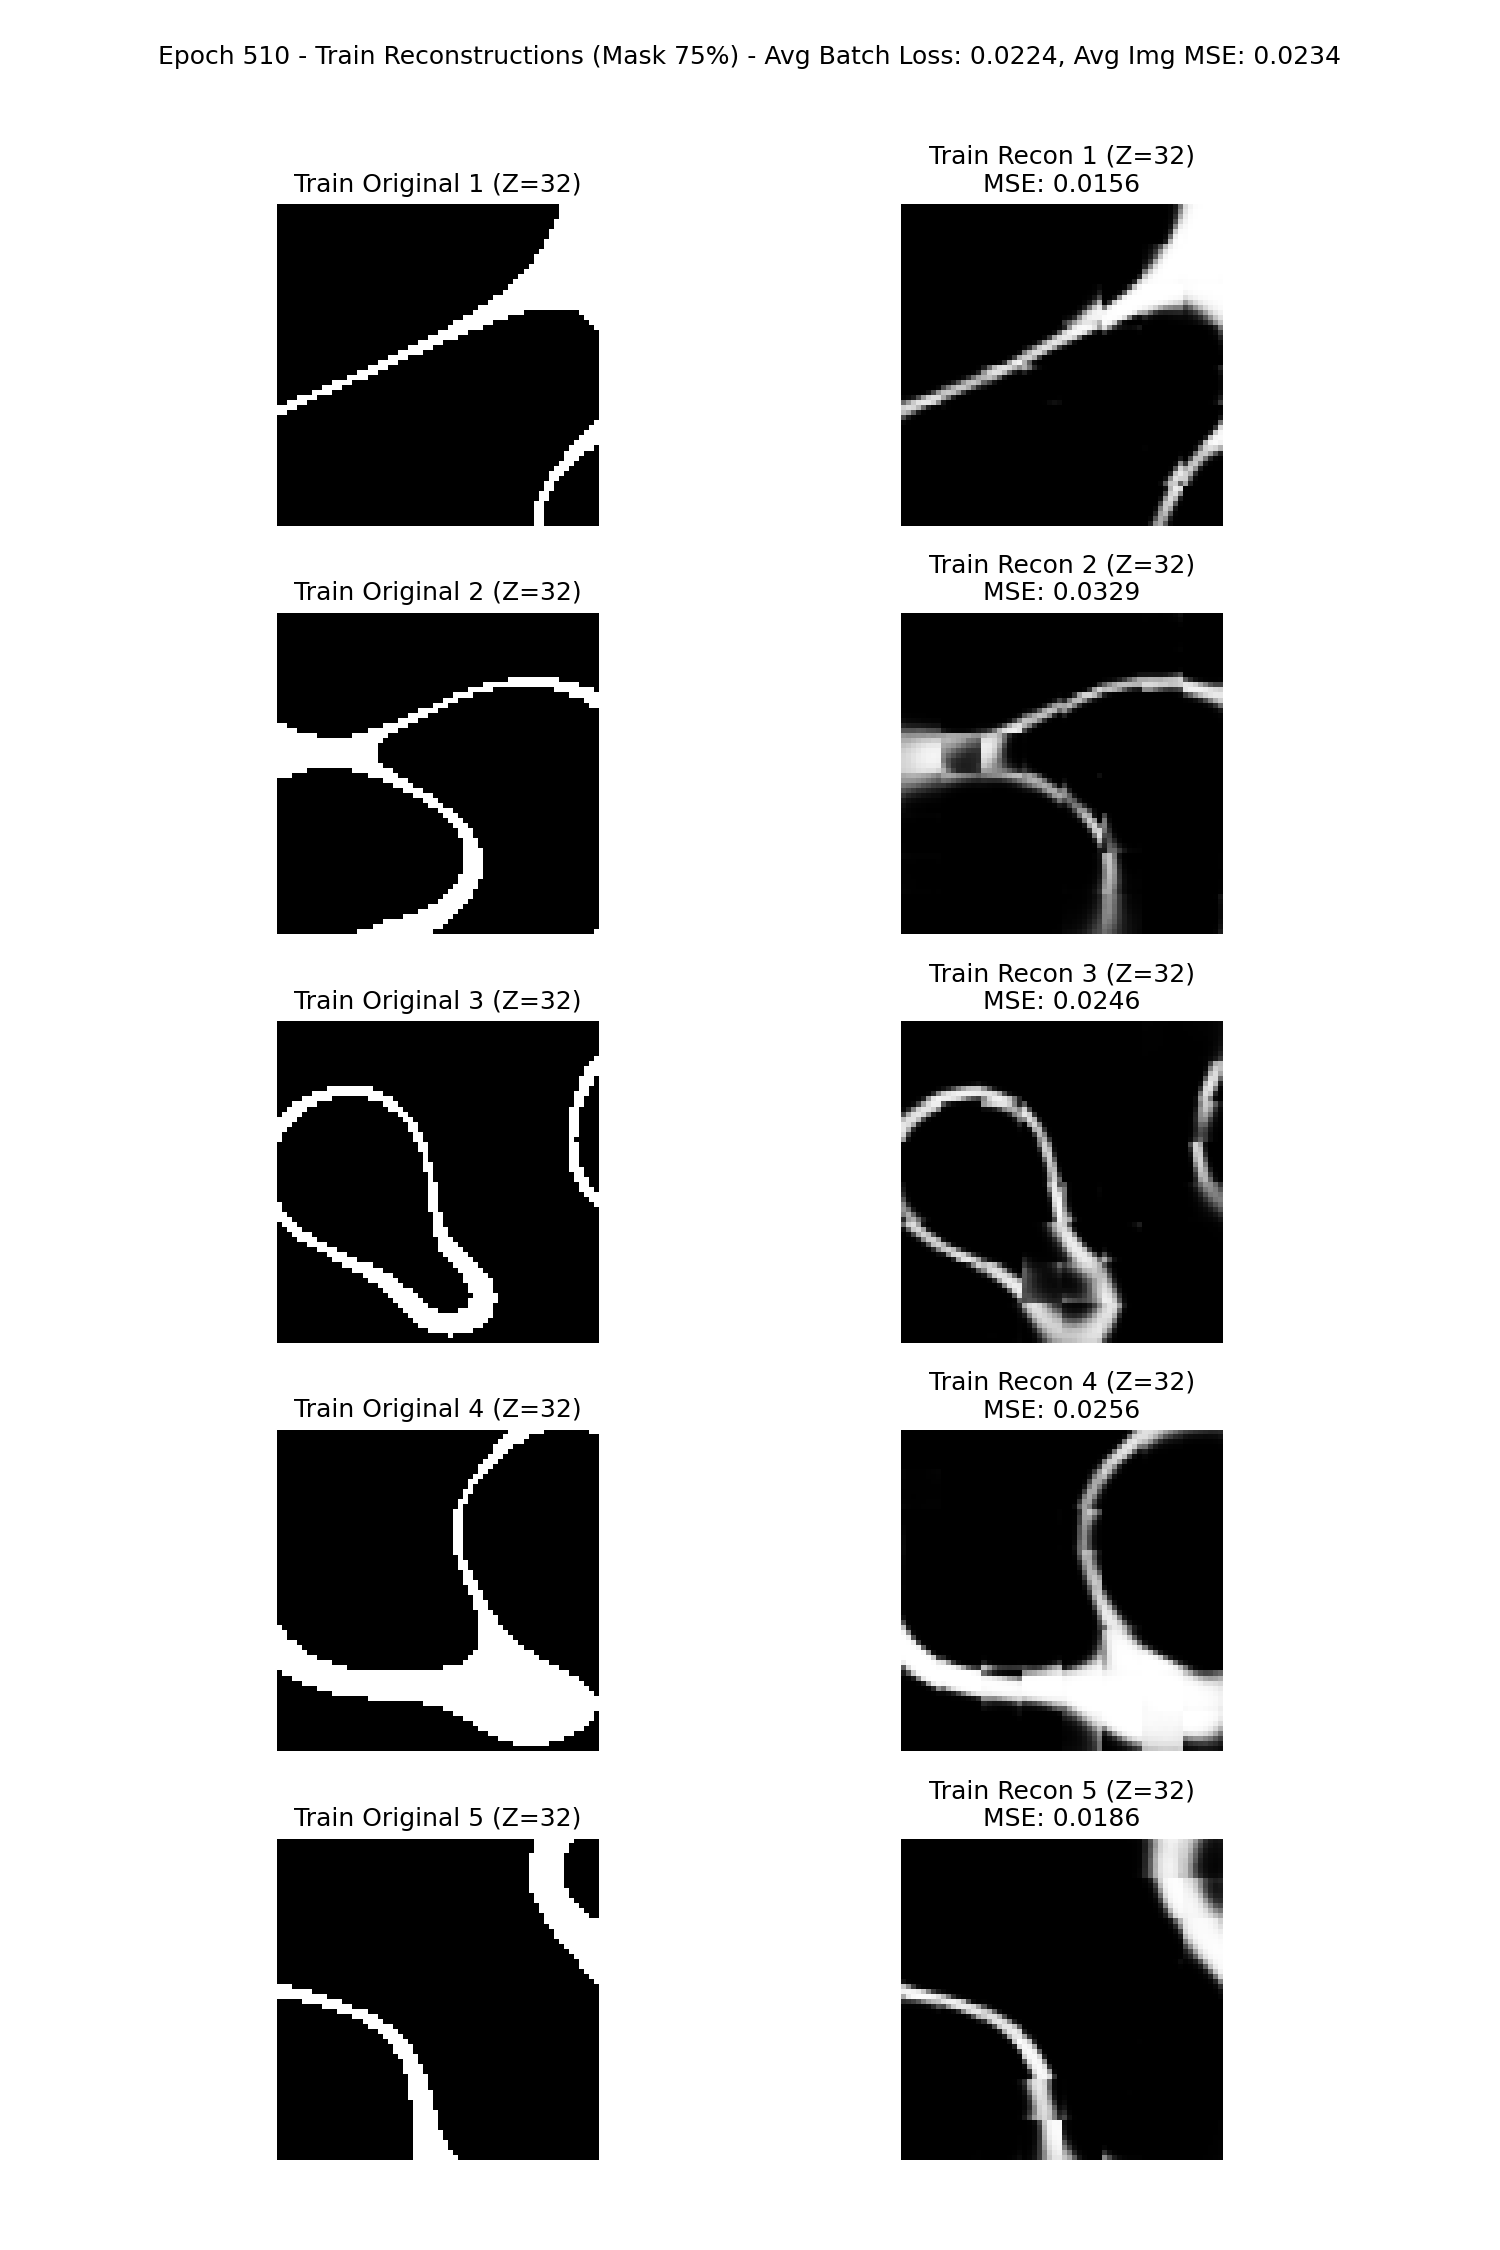 Epoch 510 - Train Reconstructions (Mask 75%) - Avg Batch Loss: 0.0224, Avg Img MSE: 0.0234
Train Original 1 (Z=32)
Train Recon 1 (Z=32)
MSE: 0.0156
Train Original 2 (Z=32)
Train Recon 2 (Z=32)
MSE: 0.0329
Train Original 3 (Z=32)
Train Recon 3 (Z=32)
MSE: 0.0246
Train Original 4 (Z=32)
Train Recon 4 (Z=32)
MSE: 0.0256
Train Original 5 (Z=32)
Train Recon 5 (Z=32)
MSE: 0.0186